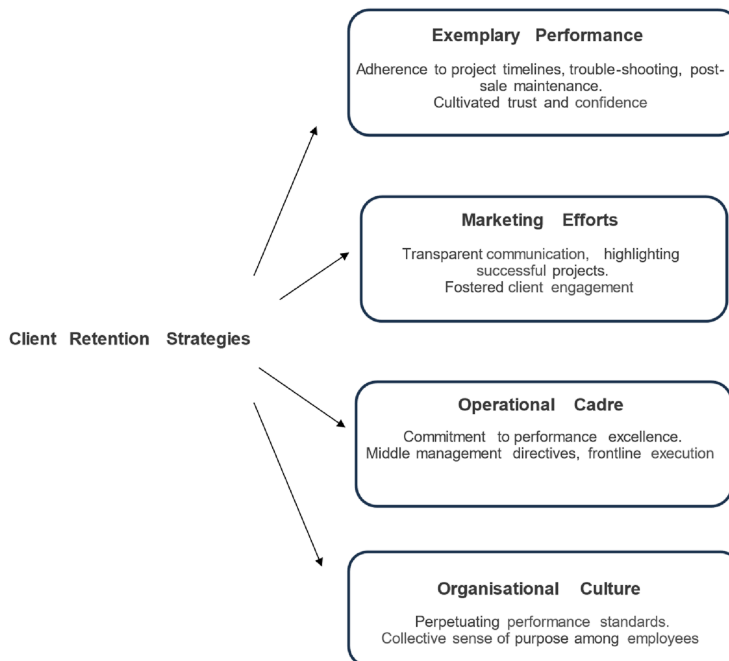 Exemplary Performance
Adherence to project timelines, trouble-shooting, post-
sale maintenance.
Cultivated trust and confidence
Marketing Efforts
Transparent communication, highlighting
successful projects.
Fostered client engagement
Client Retention Strategies
Operational Cadre
Commitment to performance excellence.
Middle management directives, frontline execution
Organisational Culture
Perpetuating performance standards.
Collective sense of purpose among employees